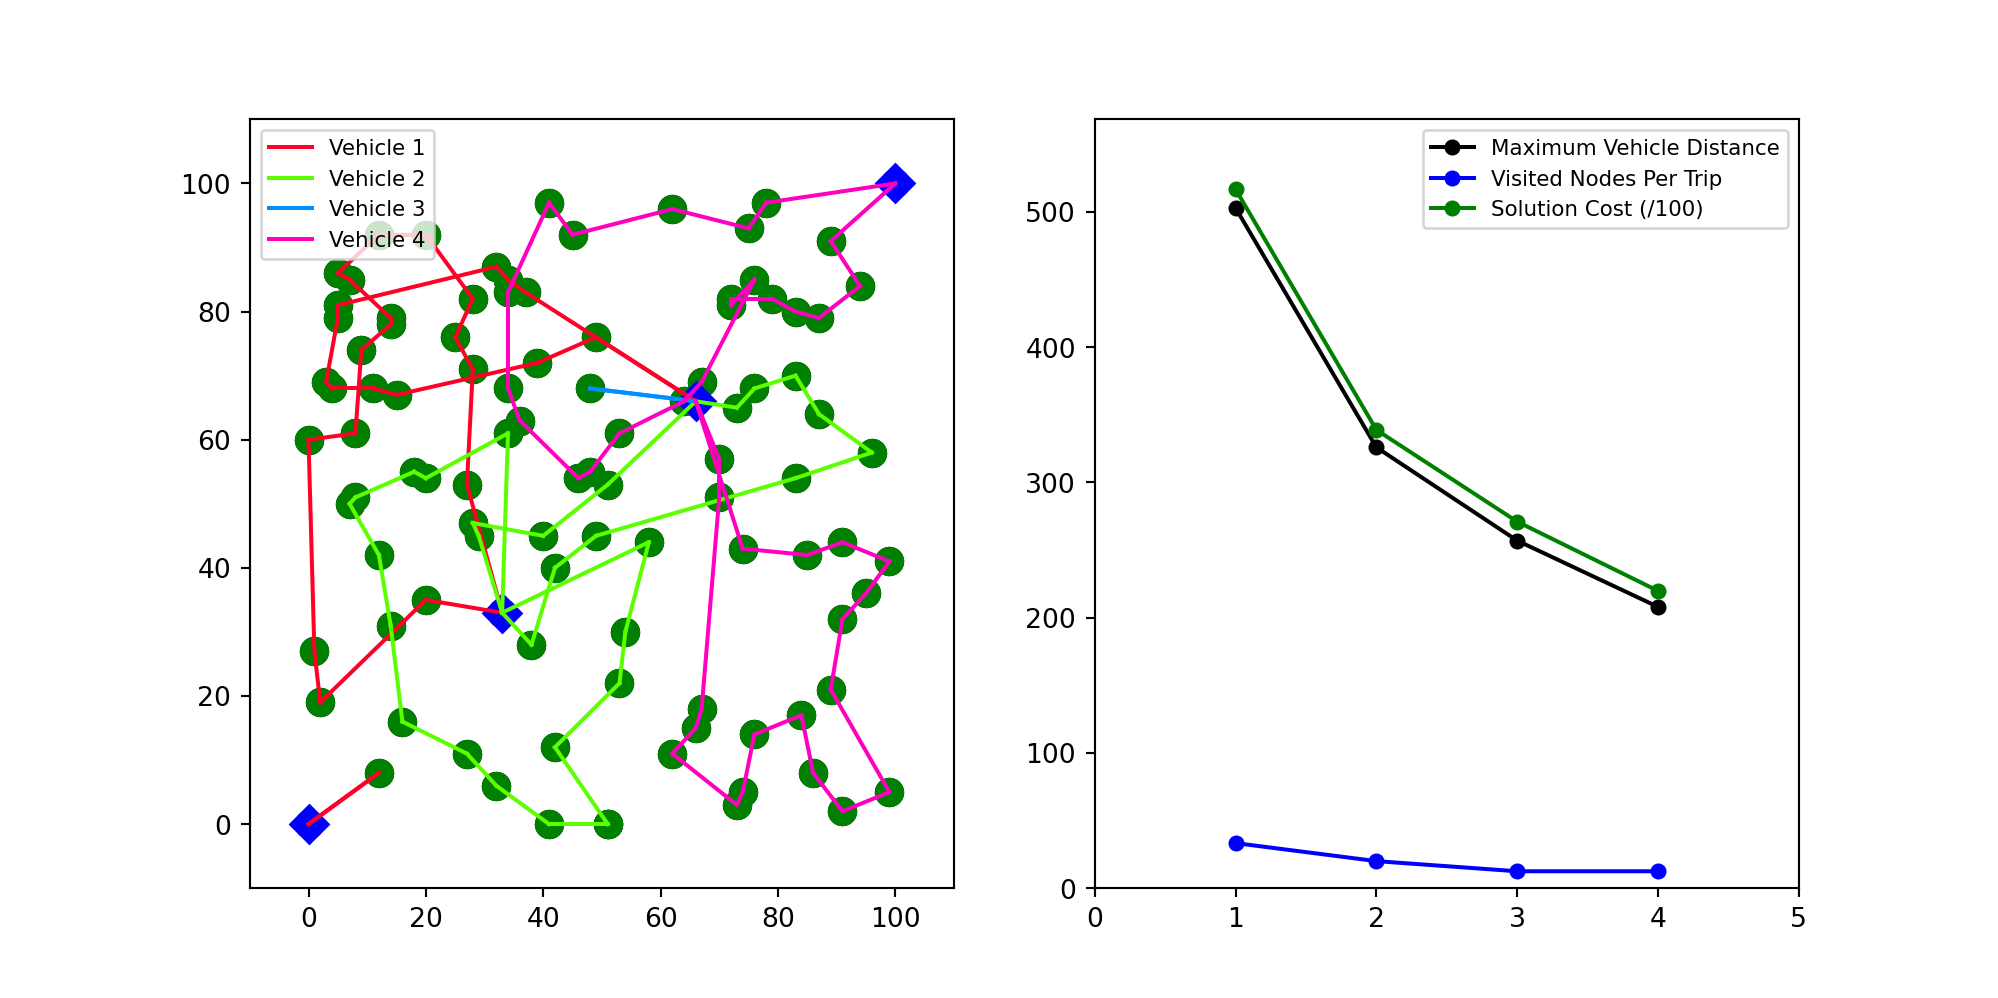 Vehicle 1
Vehicle 2
Vehicle 3
Vehicle 4
100
80
60
40
20
0
0 20 40 60 80 100
Maximum Vehicle Distance
Visited Nodes Per Trip
Solution Cost (/100)
500
400
300
200
100
0
0 1 2 3 4 5